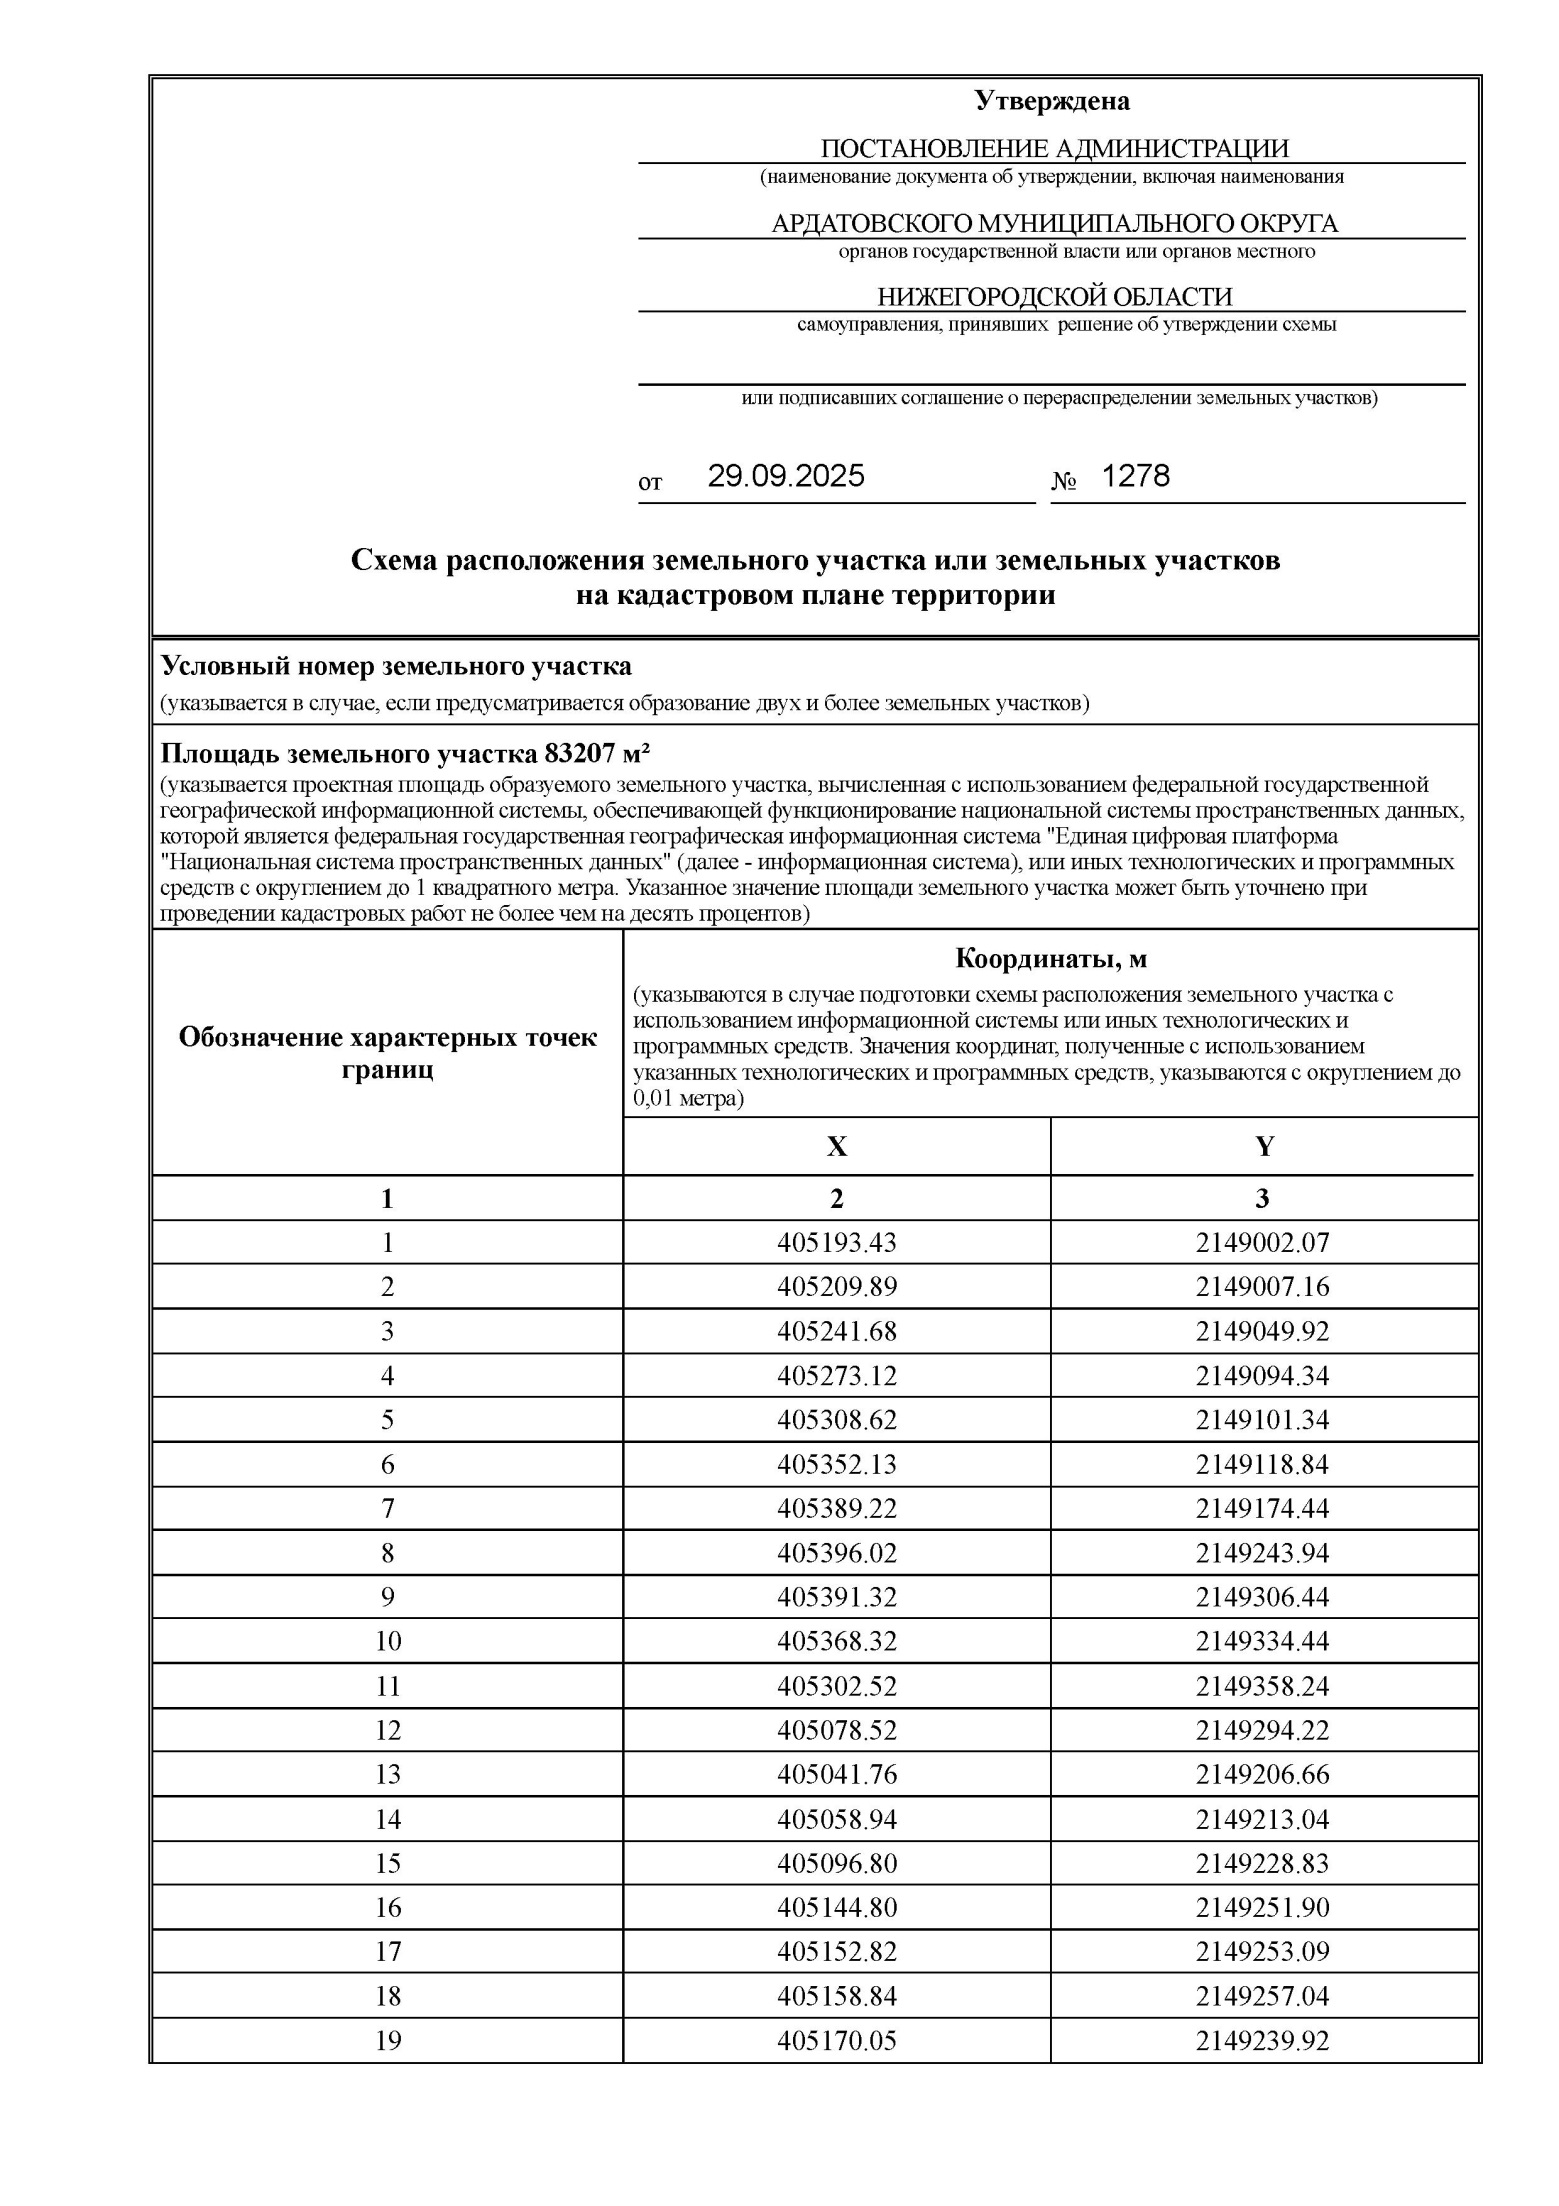 Утверждена
ПОСТАНОВЛЕНИЕ АДМИНИСТРАЦИИ
(наименование документа об утверждении, включая наименования
АРДАТОВСКОГО МУНИЦИПАЛЬНОГО ОКРУГА
органов государственной власти или органов местного
НИЖЕГОРОДСКОЙ ОБЛАСТИ
самоуправления, принявших решение об утверждении схемы
или подписавших соглашение о перераспределении земельных участков)
от 29.09.2025 № 1278
Схема расположения земельного участка или земельных участков
на кадастровом плане территории
Условный номер земельного участка
(указывается в случае, если предусматривается образование двух и более земельных участков)
Площадь земельного участка 83207 м²
(указывается проектная площадь образуемого земельного участка, вычисленная с использованием федеральной государственной
географической информационной системы, обеспечивающей функционирование национальной системы пространственных данных,
которой является федеральная государственная географическая информационная система "Единая цифровая платформа
"Национальная система пространственных данных" (далее - информационная система), или иных технологических и программных
средств с округлением до 1 квадратного метра. Указанное значение площади земельного участка может быть уточнено при
проведении кадастровых работ не более чем на десять процентов)
Обозначение характерных точек
границ
Координаты, м
(указываются в случае подготовки схемы расположения земельного участка с
использованием информационной системы или иных технологических и
программных средств. Значения координат, полученные с использованием
указанных технологических и программных средств, указываются с округлением до
0,01 метра)
X Y
1 2 3
1 405193.43 2149002.07
2 405209.89 2149007.16
3 405241.68 2149049.92
4 405273.12 2149094.34
5 405308.62 2149101.34
6 405352.13 2149118.84
7 405389.22 2149174.44
8 405396.02 2149243.94
9 405391.32 2149306.44
10 405368.32 2149334.44
11 405302.52 2149358.24
12 405078.52 2149294.22
13 405041.76 2149206.66
14 405058.94 2149213.04
15 405096.80 2149228.83
16 405144.80 2149251.90
17 405152.82 2149253.09
18 405158.84 2149257.04
19 405170.05 2149239.92